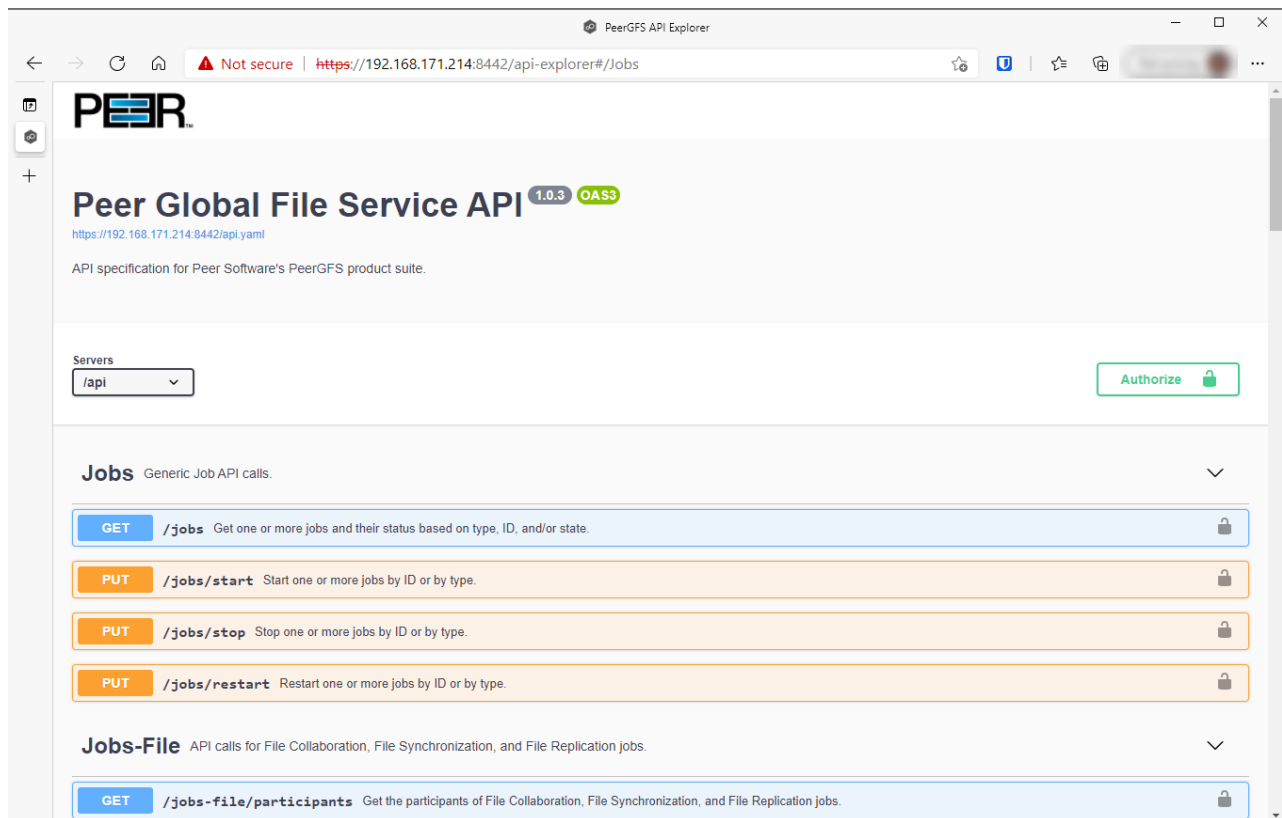 PeerGFS API Explorer
Not secure | https://192.168.171.214:8442/api-explorer#/Jobs
PEER™
Peer Global File Service API 1.0.3 OAS3
https://192.168.171.214:8442/api.yaml
API specification for Peer Software's PeerGFS product suite.
Servers
/api
Authorize
Jobs Generic Job API calls.
GET /jobs Get one or more jobs and their status based on type, ID, and/or state.
PUT /jobs/start Start one or more jobs by ID or by type.
PUT /jobs/stop Stop one or more jobs by ID or by type.
PUT /jobs/restart Restart one or more jobs by ID or by type.
Jobs-File API calls for File Collaboration, File Synchronization, and File Replication jobs.
GET /jobs-file/participants Get the participants of File Collaboration, File Synchronization, and File Replication jobs.